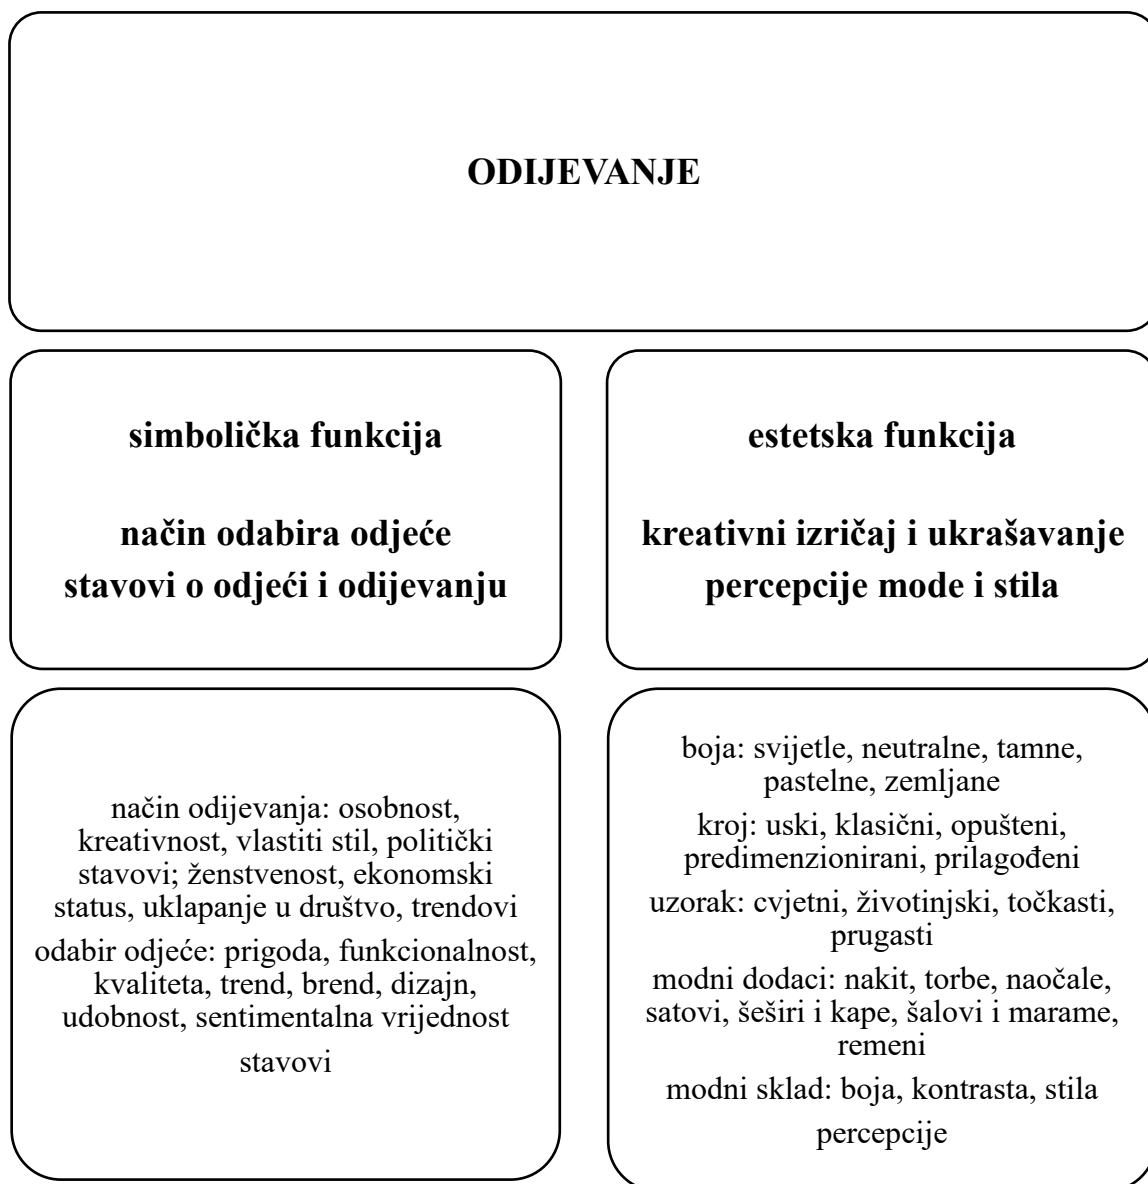 ODIJEVANJE
simbolička funkcija
način odabira odjeće
stavovi o odjeći i odijevanju
estetska funkcija
kreativni izričaj i ukrašavanje
percepcije mode i stila
način odijevanja: osobnost,
kreativnost, vlastiti stil, politički
stavovi; ženstvenost, ekonomski
status, uklapanje u društvo, trendovi
odabir odjeće: prigoda, funkcionalnost,
kvaliteta, trend, brend, dizajn,
udobnost, sentimentalna vrijednost
stavovi
boja: svijetle, neutralne, tamne,
pastelne, zemljane
kroj: uski, klasični, opušteni,
predimenzionirani, prilagođeni
uzorak: cvjetni, životinjski, točkasti,
prugasti
modni dodaci: nakit, torbe, naočale,
satovi, šeširi i kape, šalovi i marame,
remeni
modni sklad: boja, kontrasta, stila
percepcije